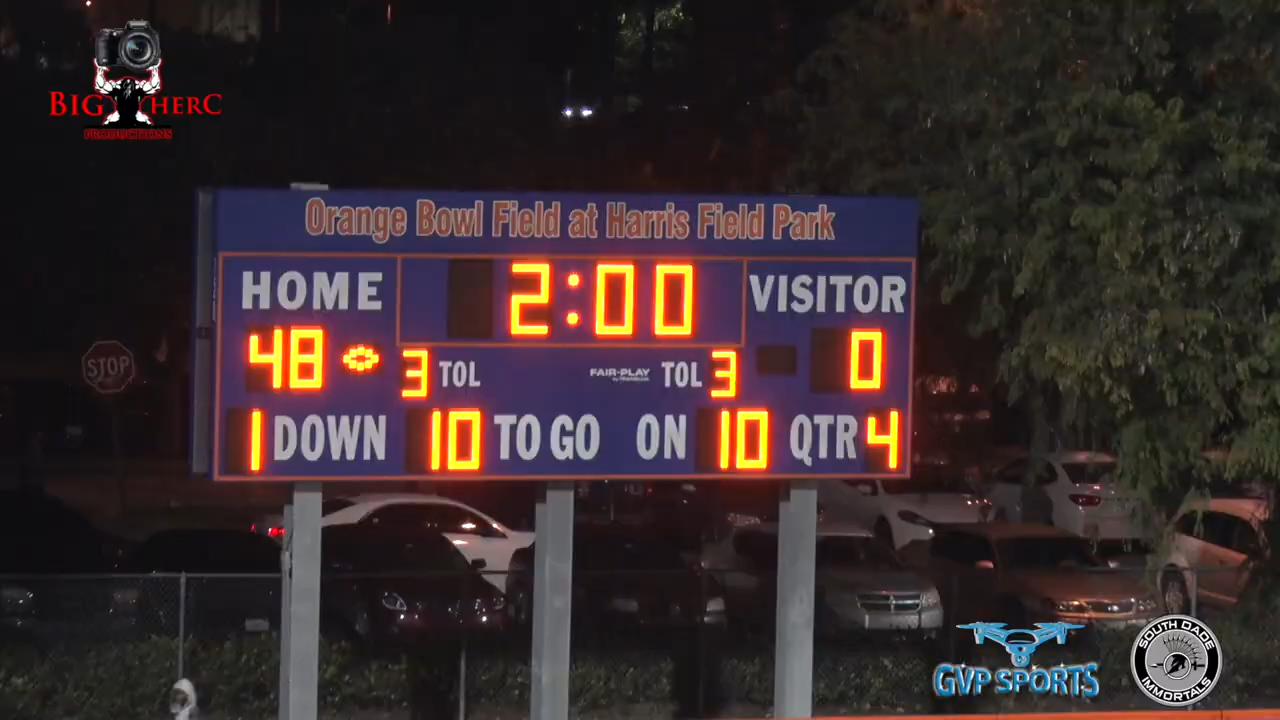 BIG HERC
PRODUCTIONS
Orange Bowl Field at Harris Field Park
HOME 2:00 VISITOR
48 3 TOL FAIR-PLAY TOL 3 0
1 DOWN 10 TO GO ON 10 QTR 4
STOP
GVP SPORTS
SOUTH DADE
IMMORTALS